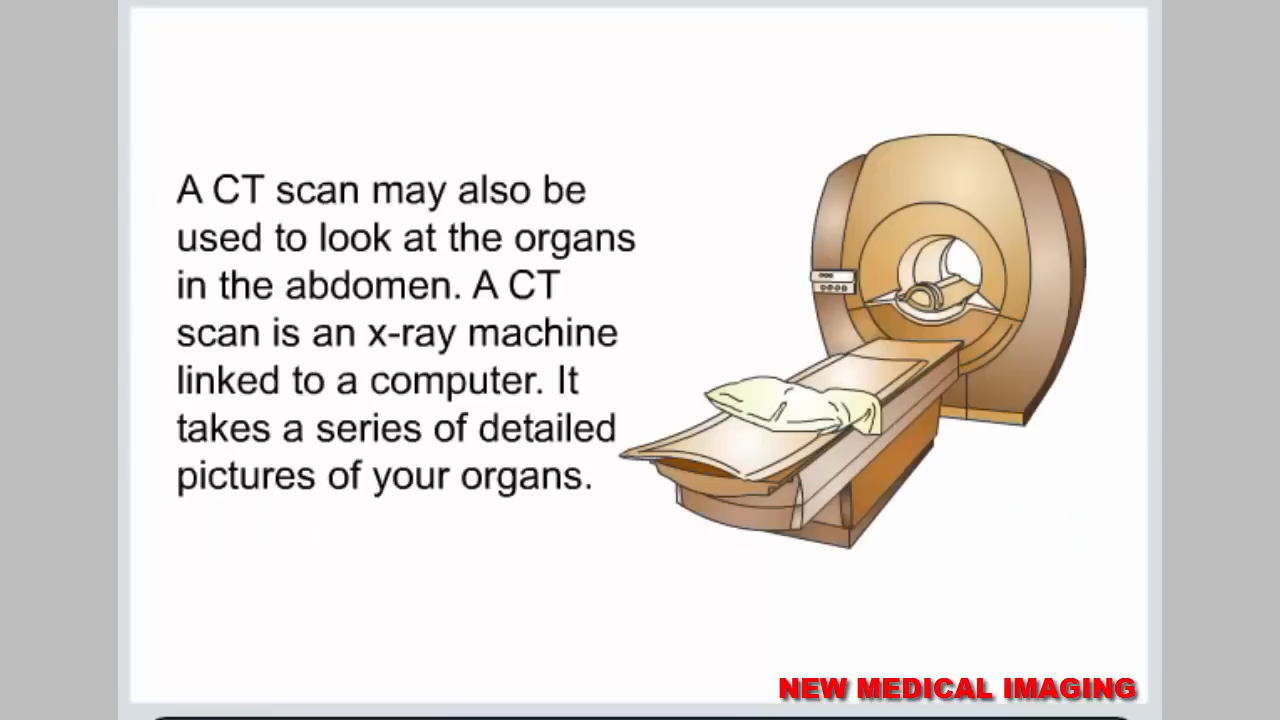 A CT scan may also be
used to look at the organs
in the abdomen. A CT
scan is an x-ray machine
linked to a computer. It
takes a series of detailed
pictures of your organs.
NEW MEDICAL IMAGING